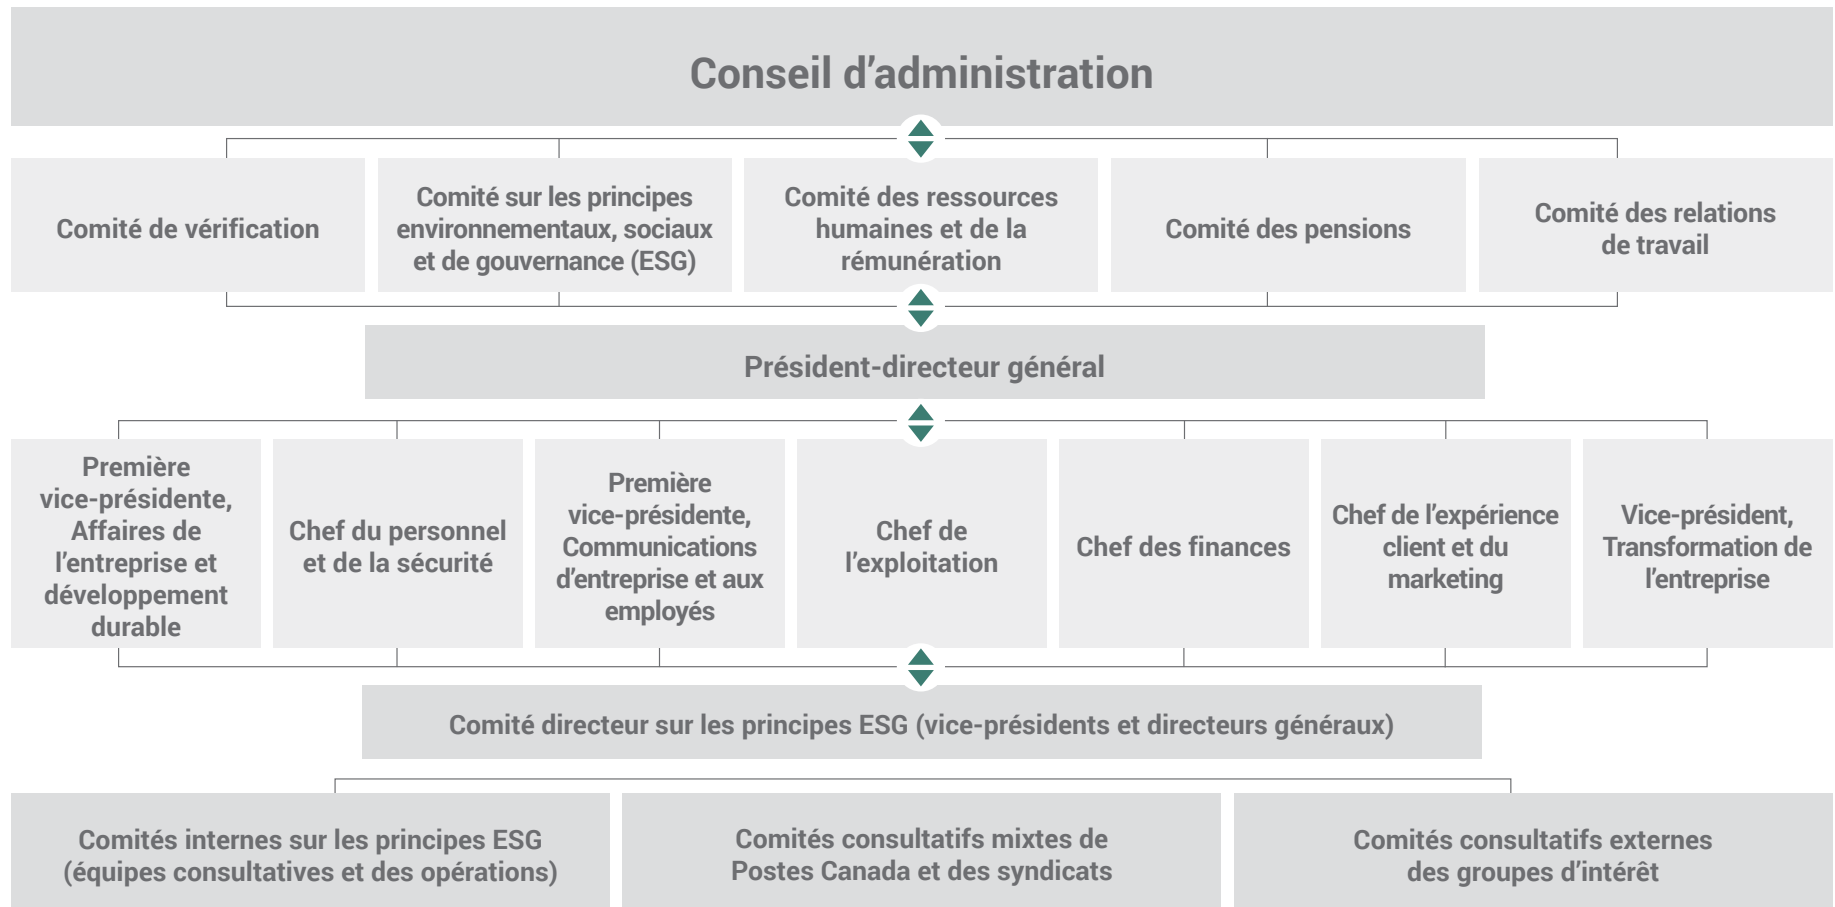 Conseil d'administration
Comité de vérification
Comité sur les principes
environnementaux, sociaux
et de gouvernance (ESG)
Comité des ressources
humaines et de la
rémunération
Comité des pensions
Comité des relations
de travail
Président-directeur général
Première
vice-présidente,
Affaires de
l'entreprise et
développement
durable
Chef du personnel
et de la sécurité
Première
vice-présidente,
Communications
d'entreprise et aux
employés
Chef de
l'exploitation
Chef des finances
Chef de l'expérience
client et du
marketing
Vice-président,
Transformation de
l'entreprise
Comité directeur sur les principes ESG (vice-présidents et directeurs généraux)
Comités internes sur les principes ESG
(équipes consultatives et des opérations)
Comités consultatifs mixtes de
Postes Canada et des syndicats
Comités consultatifs externes
des groupes d'intérêt